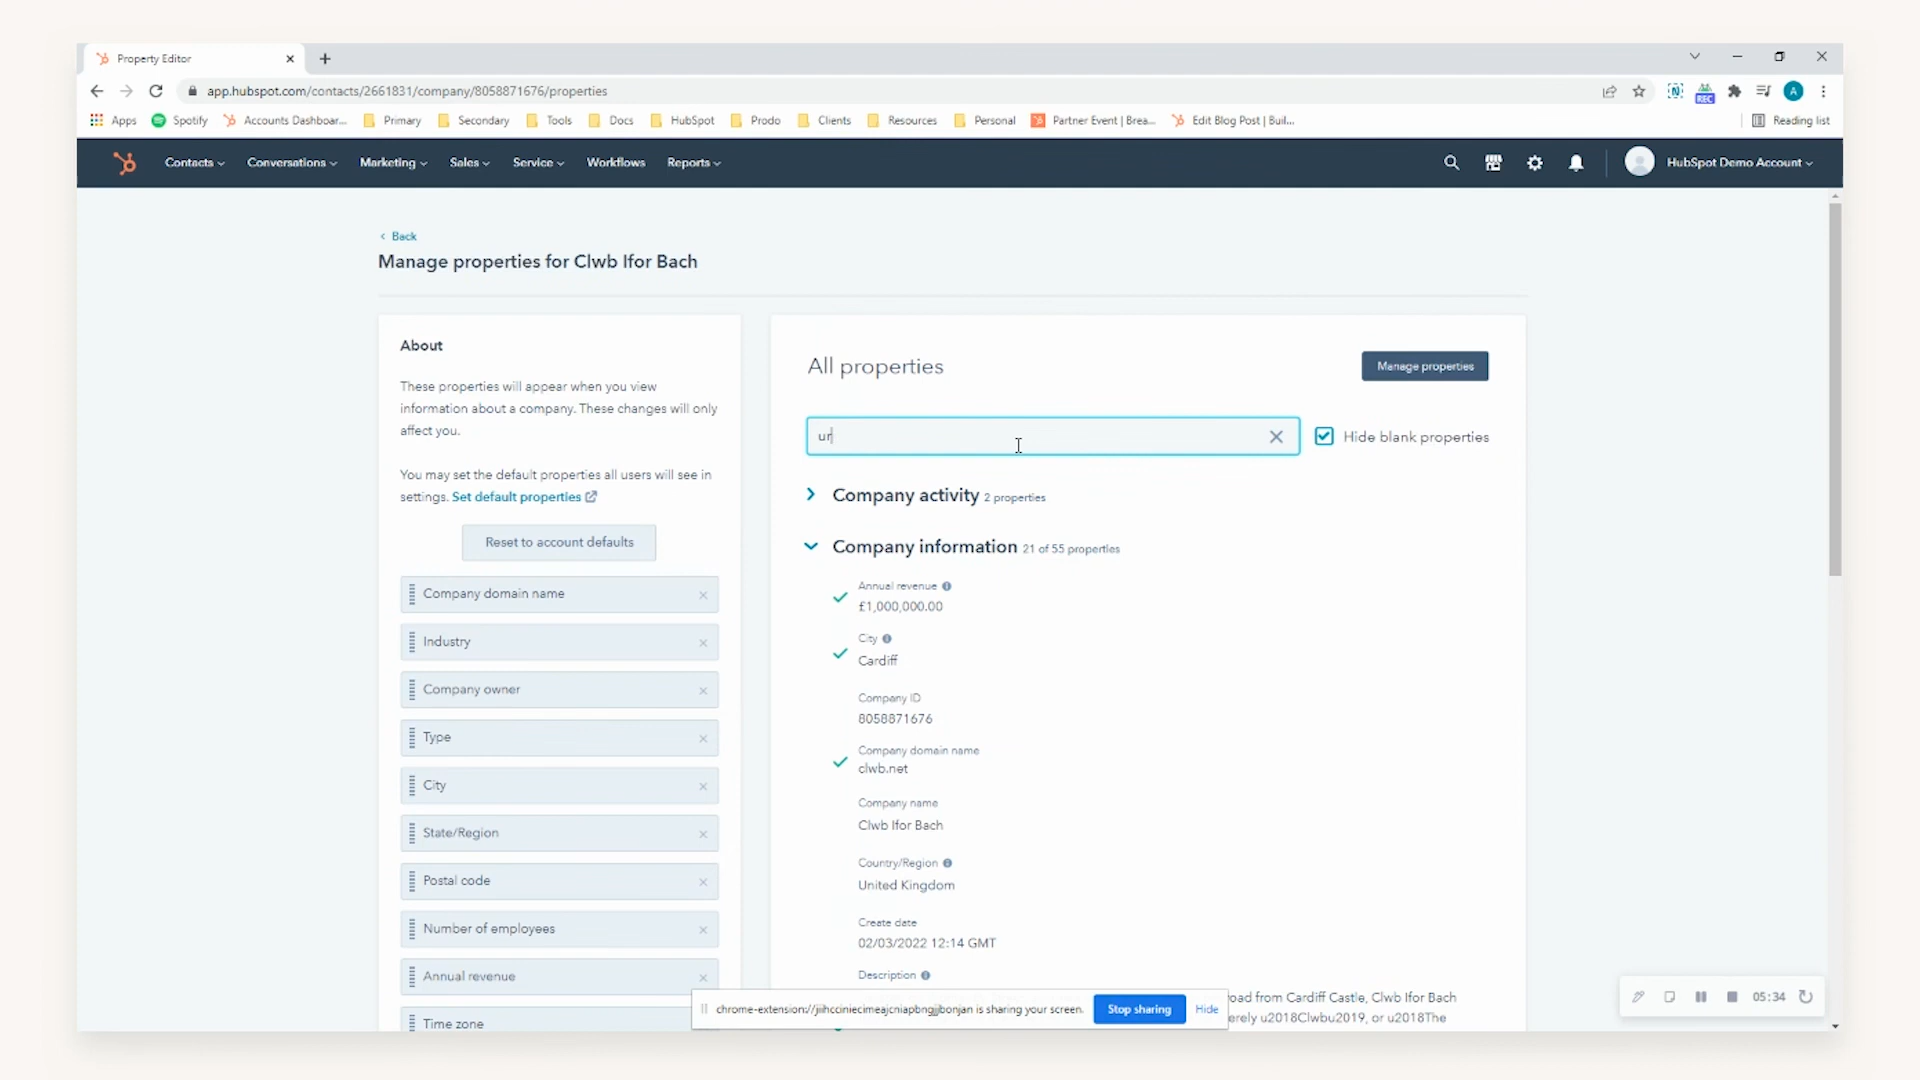 Property Editor
app.hubspot.com/contacts/2661831/company/8058871676/properties
REC
A
Apps
Spotify
Accounts Dashboar...
Primary
Secondary
Tools
Docs
HubSpot
Prodo
Clients
Resources
Personal
Partner Event | Brea...
Edit Blog Post | Buil...
Reading list
Contacts
Conversations
Marketing
Sales
Service
Workflows
Reports
HubSpot Demo Account
Back
Manage properties for Clwb Ifor Bach
About
These properties will appear when you view
information about a company. These changes will only
affect you.
You may set the default properties all users will see in
settings. Set default properties
Reset to account defaults
Company domain name
Industry
Company owner
Type
City
State/Region
Postal code
Number of employees
Annual revenue
Time zone
All properties
Manage properties
ur
Hide blank properties
Company activity 2 properties
Company information 21 of 55 properties
Annual revenue
£1,000,000.00
City
Cardiff
Company ID
8058871676
Company domain name
clwb.net
Company name
Clwb Ifor Bach
Country/Region
United Kingdom
Create date
02/03/2022 12:14 GMT
Description
oad from Cardiff Castle, Clwb Ifor Bach
erely u2018Clwbu2019, or u2018The
is sharing your screen.
Stop sharing
Hide
05:34